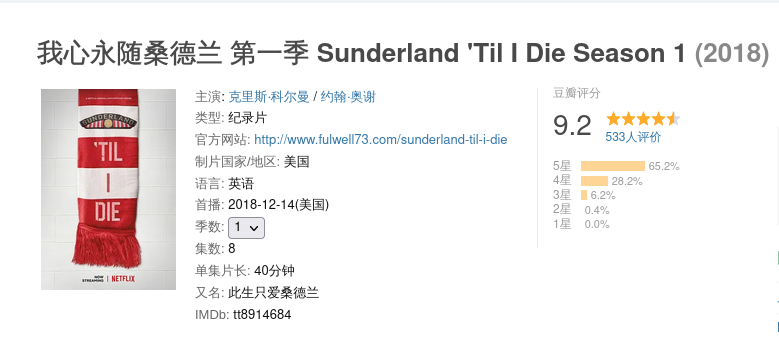 我心永随桑德兰 第一季 Sunderland 'Til I Die Season 1 (2018)
SUNDERLAND
'TIL
I
DIE
NOW STREAMING | NETFLIX
主演: 克里斯·科尔曼 / 约翰·奥谢
类型: 纪录片
官方网站: http://www.fulwell73.com/sunderland-til-i-die
制片国家/地区: 美国
语言: 英语
首播: 2018-12-14(美国)
季数: 1
集数: 8
单集片长: 40分钟
又名: 此生只爱桑德兰
IMDb: tt8914684
豆瓣评分
9.2
533人评价
5星 65.2%
4星 28.2%
3星 6.2%
2星 0.4%
1星 0.0%